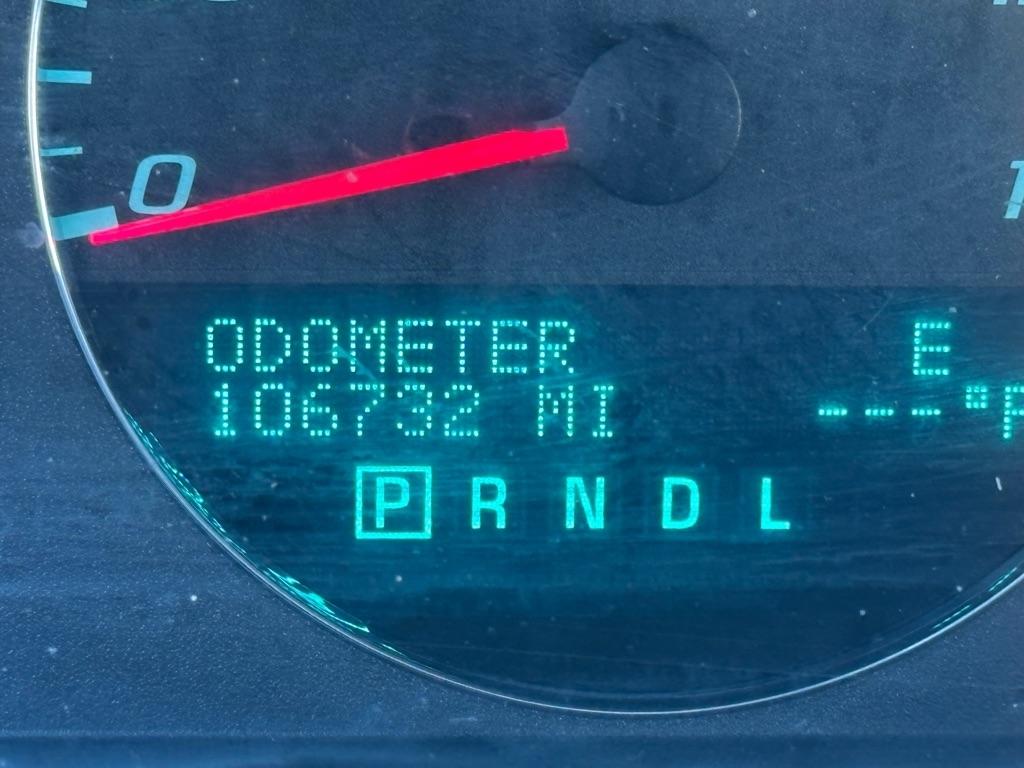 0
ODOMETER E
106732 MI ---°F
P R N D L